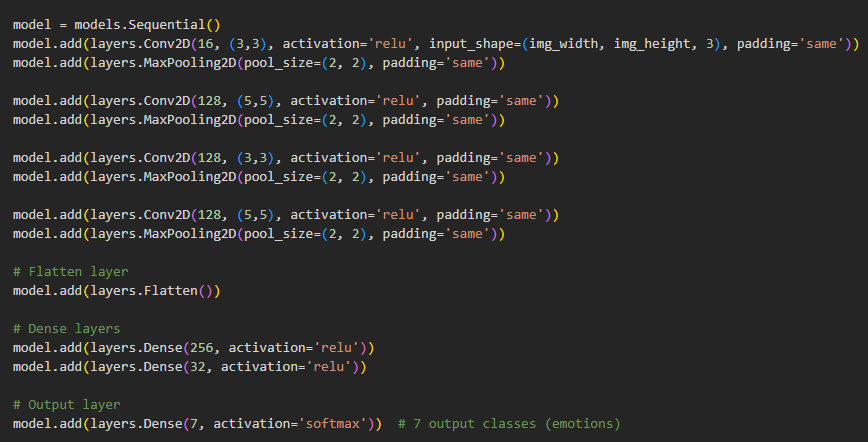 model = models.Sequential()
model.add(layers.Conv2D(16, (3,3), activation='relu', input_shape=(img_width, img_height, 3), padding='same'))
model.add(layers.MaxPooling2D(pool_size=(2, 2), padding='same'))

model.add(layers.Conv2D(128, (5,5), activation='relu', padding='same'))
model.add(layers.MaxPooling2D(pool_size=(2, 2), padding='same'))

model.add(layers.Conv2D(128, (3,3), activation='relu', padding='same'))
model.add(layers.MaxPooling2D(pool_size=(2, 2), padding='same'))

model.add(layers.Conv2D(128, (5,5), activation='relu', padding='same'))
model.add(layers.MaxPooling2D(pool_size=(2, 2), padding='same'))

# Flatten layer
model.add(layers.Flatten())

# Dense layers
model.add(layers.Dense(256, activation='relu'))
model.add(layers.Dense(32, activation='relu'))

# Output layer
model.add(layers.Dense(7, activation='softmax'))  # 7 output classes (emotions)